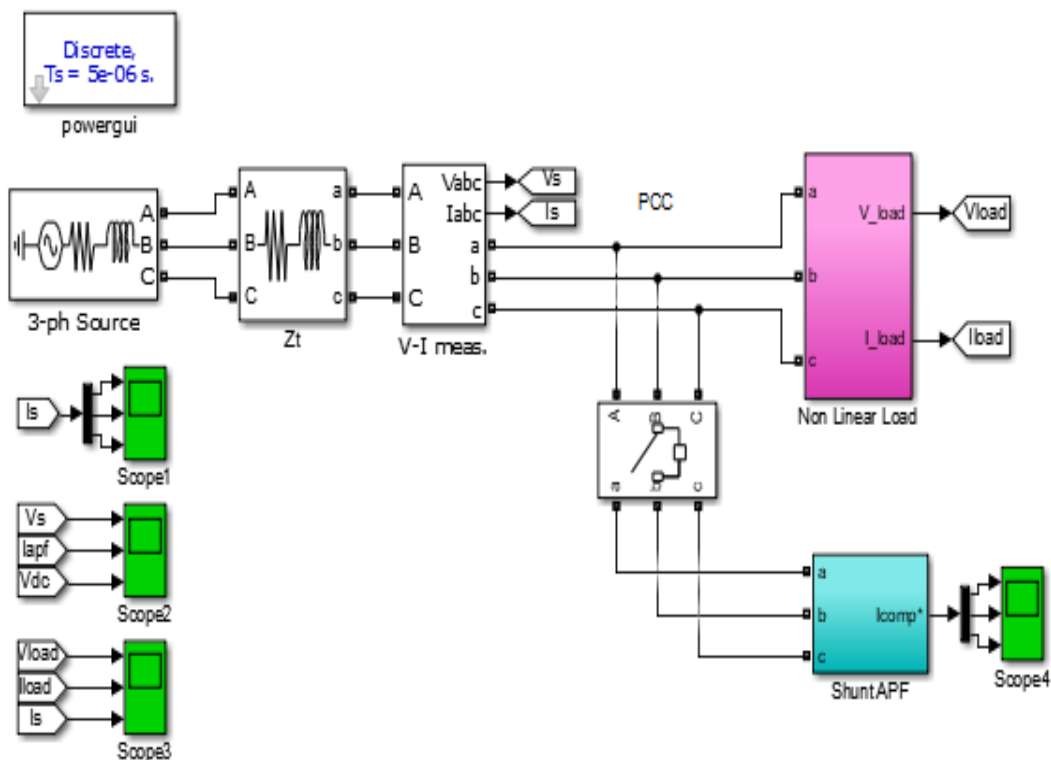 Discrete,
Ts = 5e-06 s.
powergui
A
B
C
3-ph Source
A
B
C
a
b
c
Zt
A
B
C
Vabc
Iabc
a
b
c
V-I meas.
Vs
Is
PCC
a
b
c
V_load
I_load
Non Linear Load
Vload
Iload
Is
Scope1
Vs
Iapf
Vdc
Scope2
Vload
Iload
Is
Scope3
A
B
C
a
b
c
a
b
c
Icomp*
Shunt APF
Scope4